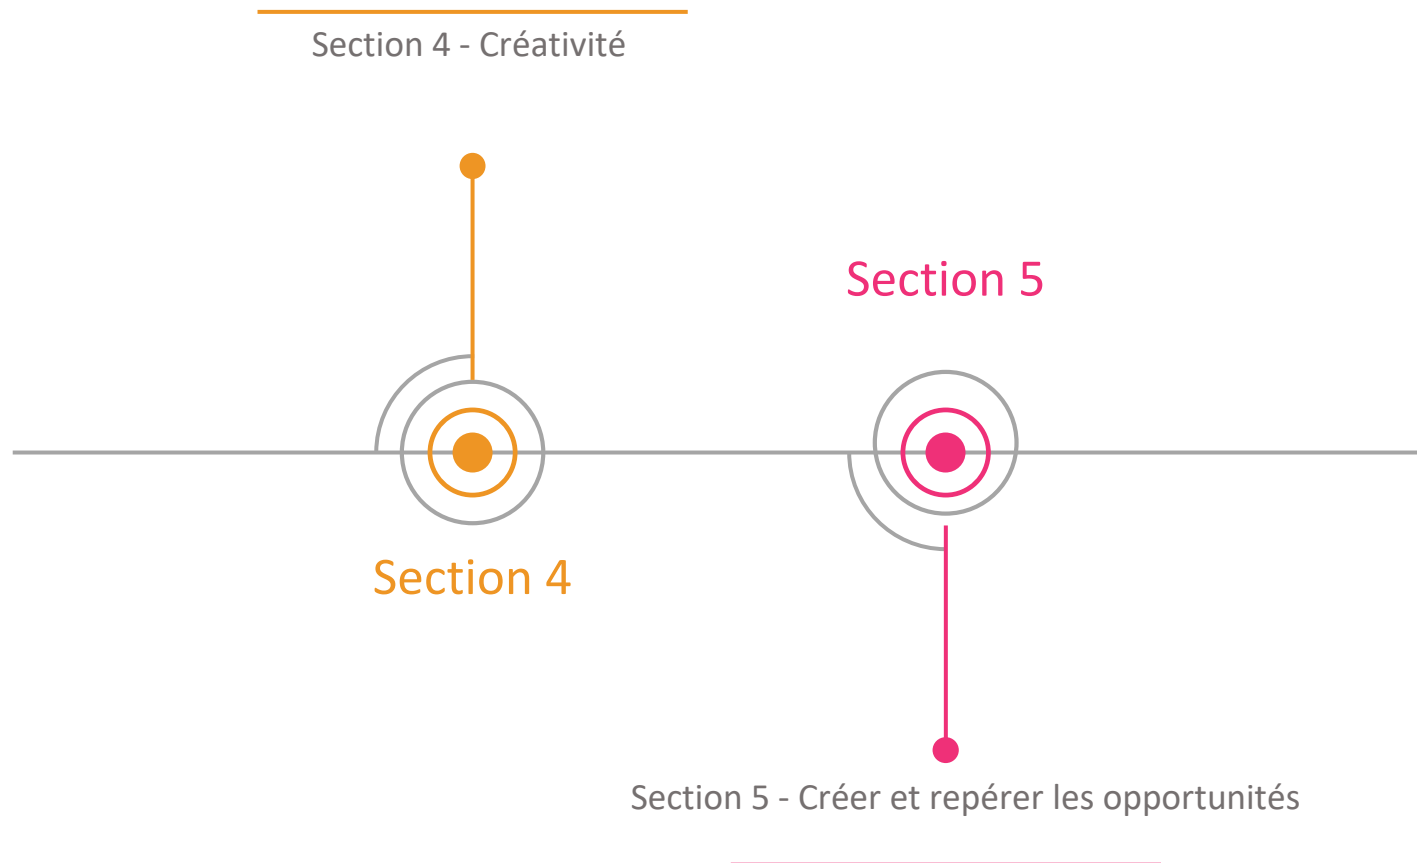 Section 4 - Créativité
Section 5
Section 4
Section 5 - Créer et repérer les opportunités